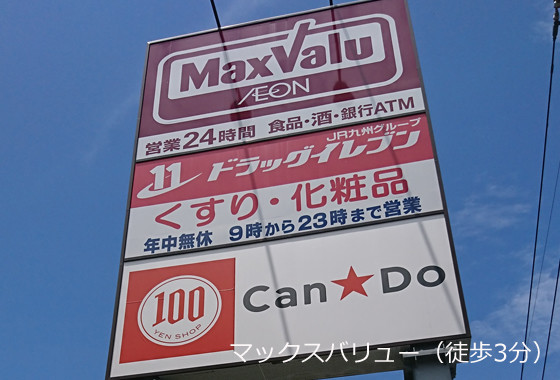 MaxValu
ÆON
営業24時間 食品・酒・銀行ATM
JR九州グループ
11 ドラッグイレブン
くすり・化粧品
年中無休 9時から23時まで営業
100
YEN SHOP
Can★Do
マックスバリュー（徒歩3分）